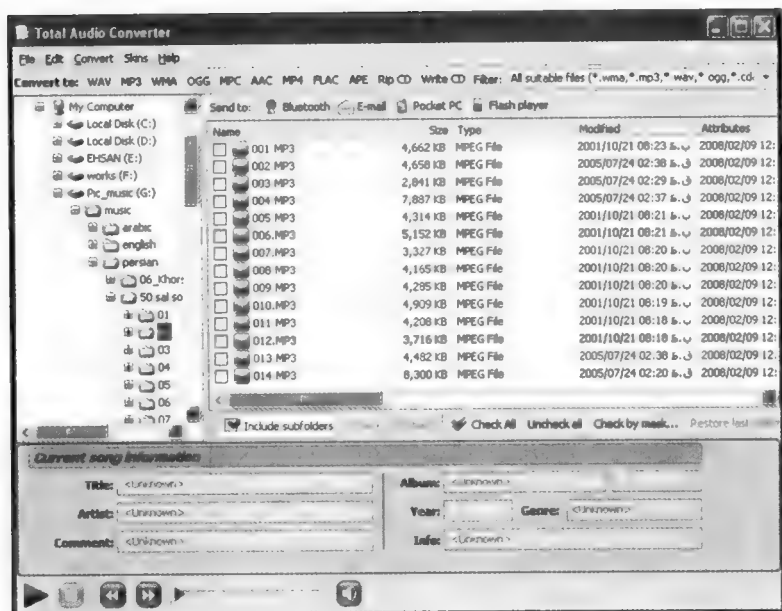 Total Audio Converter
File Edit Convert Skins Help
Convert to: WAV MP3 WMA OGG MPC AAC MP4 FLAC APE Rip CD Write CD Filter: All suitable files (*.wma,*.mp3,*.wav,*.ogg,*.cd
My Computer
Local Disk (C:)
Local Disk (D:)
EHSAN (E:)
works (F:)
Pic_music (G:)
music
arabic
english
persian
06_Khor
50 sal so
01
03
04
05
06
07
Send to: Bluetooth E-mail Pocket PC Flash player
Name Size Type Modified Attributes
001 MP3 4,662 KB MPEG File 2001/10/21 08:23 ب.ظ 2008/02/09 12:
002 MP3 4,658 KB MPEG File 2005/07/24 02:38 ق.ظ 2008/02/09 12:
003 MP3 2,841 KB MPEG File 2005/07/24 02:29 ق.ظ 2008/02/09 12:
004 MP3 7,887 KB MPEG File 2005/07/24 02:37 ق.ظ 2008/02/09 12:
005 MP3 4,314 KB MPEG File 2001/10/21 08:21 ب.ظ 2008/02/09 12:
006.MP3 5,152 KB MPEG File 2001/10/21 08:21 ب.ظ 2008/02/09 12:
007.MP3 3,327 KB MPEG File 2001/10/21 08:20 ب.ظ 2008/02/09 12:
008 MP3 4,165 KB MPEG File 2001/10/21 08:20 ب.ظ 2008/02/09 12:
009 MP3 4,285 KB MPEG File 2001/10/21 08:20 ب.ظ 2008/02/09 12:
010.MP3 4,909 KB MPEG File 2001/10/21 08:19 ب.ظ 2008/02/09 12:
011 MP3 4,208 KB MPEG File 2001/10/21 08:18 ب.ظ 2008/02/09 12:
012.MP3 3,716 KB MPEG File 2001/10/21 08:18 ب.ظ 2008/02/09 12:
013 MP3 4,482 KB MPEG File 2005/07/24 02:38 ق.ظ 2008/02/09 12:
014 MP3 8,300 KB MPEG File 2005/07/24 02:20 ق.ظ 2008/02/09 12:
Include subfolders Check All Uncheck all Check by mask... Restore last
Current song information
Title: <Unknown>
Artist: <Unknown>
Comment: <Unknown>
Album: <Unknown>
Year: Genre: <Unknown>
Info: <Unknown>